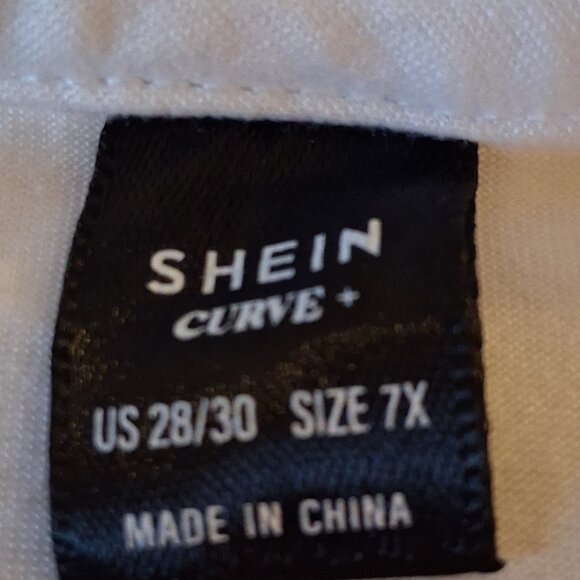 SHEIN
CURVE +
US 28/30 SIZE 7X
MADE IN CHINA